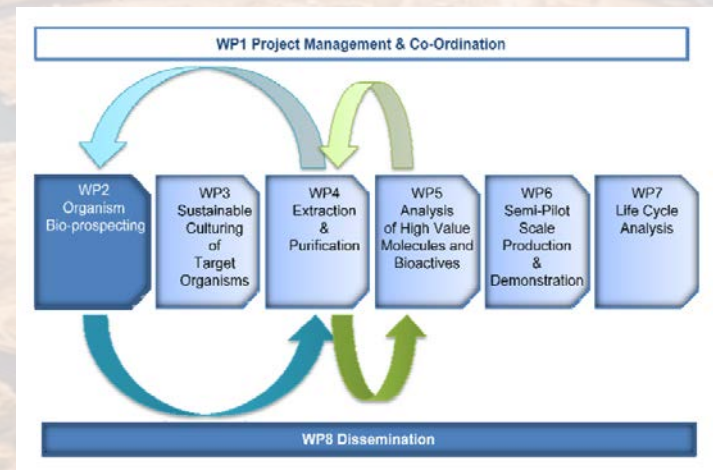 WP1 Project Management & Co-Ordination
WP2
Organism
Bio-prospecting
WP3
Sustainable
Culturing
of
Target
Organisms
WP4
Extraction
&
Purification
WP5
Analysis
of High Value
Molecules and
Bioactives
WP6
Semi-Pilot
Scale
Production
&
Demonstration
WP7
Life Cycle
Analysis
WP8 Dissemination